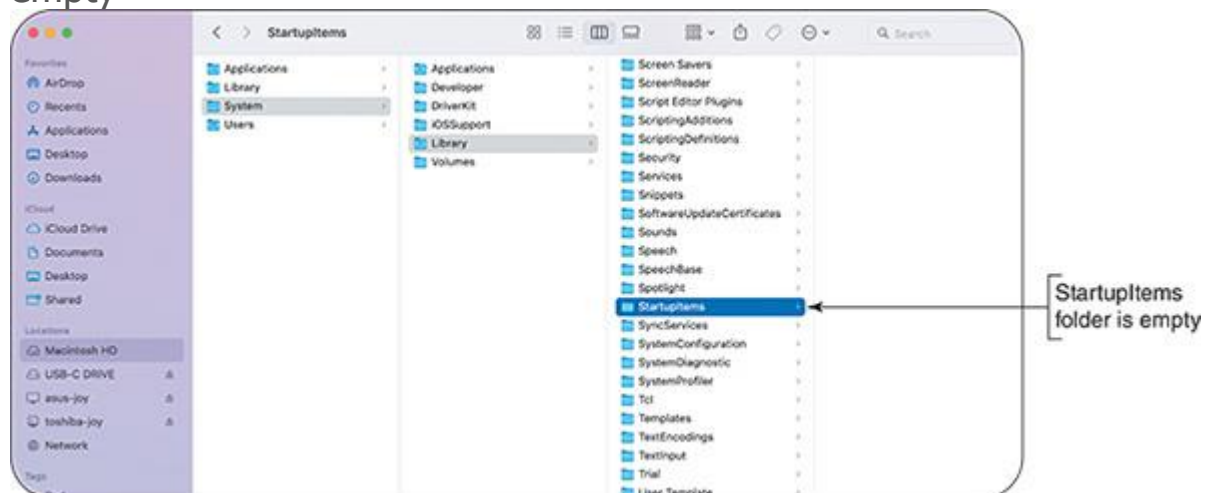 empty
StartupItems
Search
Favorites
AirDrop
Recents
Applications
Desktop
Downloads
iCloud
iCloud Drive
Documents
Desktop
Shared
Locations
Macintosh HD
USB-C DRIVE
asus-joy
toshiba-joy
Network
Tags
Applications
Library
System
Users
Applications
Developer
DriverKit
iOSSupport
Library
Volumes
Screen Savers
ScreenReader
Script Editor Plugins
ScriptingAdditions
ScriptingDefinitions
Security
Services
Snippets
SoftwareUpdateCertificates
Sounds
Speech
SpeechBase
Spotlight
StartupItems
SyncServices
SystemConfiguration
SystemDiagnostic
SystemProfiler
Tcl
Templates
TextEncodings
TextInput
Trial
User Template
StartupItems
folder is empty